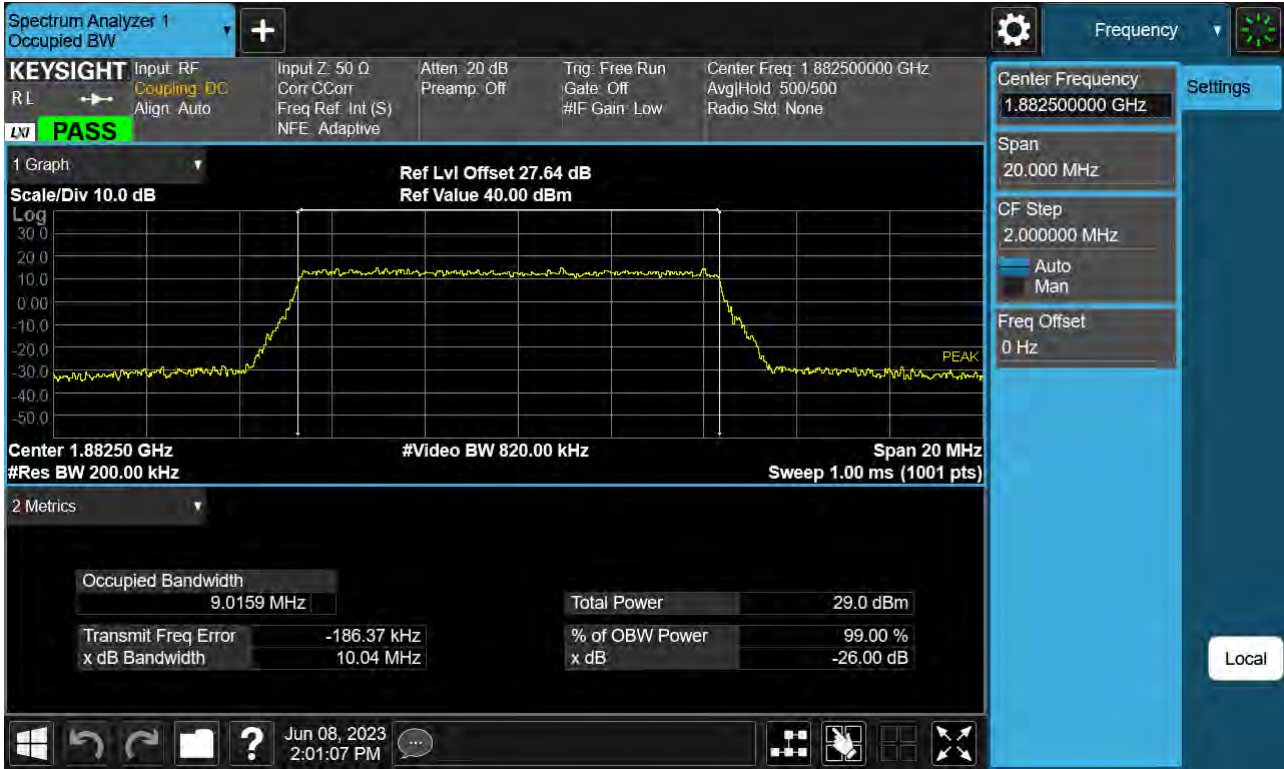 Spectrum Analyzer 1
Occupied BW
Frequency
KEYSIGHT
R L
LXI
PASS
Input: RF
Coupling: DC
Align: Auto
Input Z: 50 Ω
Corr CCorr
Freq Ref: Int (S)
NFE: Adaptive
Atten: 20 dB
Preamp: Off
Trig: Free Run
Gate: Off
#IF Gain: Low
Center Freq: 1.882500000 GHz
Avg|Hold: 500/500
Radio Std: None
Center Frequency
1.882500000 GHz
Settings
Span
20.000 MHz
CF Step
2.000000 MHz
Auto
Man
Freq Offset
0 Hz
Local
1 Graph
Scale/Div 10.0 dB
Ref Lvl Offset 27.64 dB
Ref Value 40.00 dBm
Log
30.0
20.0
10.0
0.00
-10.0
-20.0
-30.0
-40.0
-50.0
PEAK
Center 1.88250 GHz
#Video BW 820.00 kHz
Span 20 MHz
#Res BW 200.00 kHz
Sweep 1.00 ms (1001 pts)
2 Metrics
Occupied Bandwidth
9.0159 MHz
Total Power 29.0 dBm
Transmit Freq Error -186.37 kHz
% of OBW Power 99.00 %
x dB Bandwidth 10.04 MHz
x dB -26.00 dB
?
Jun 08, 2023
2:01:07 PM